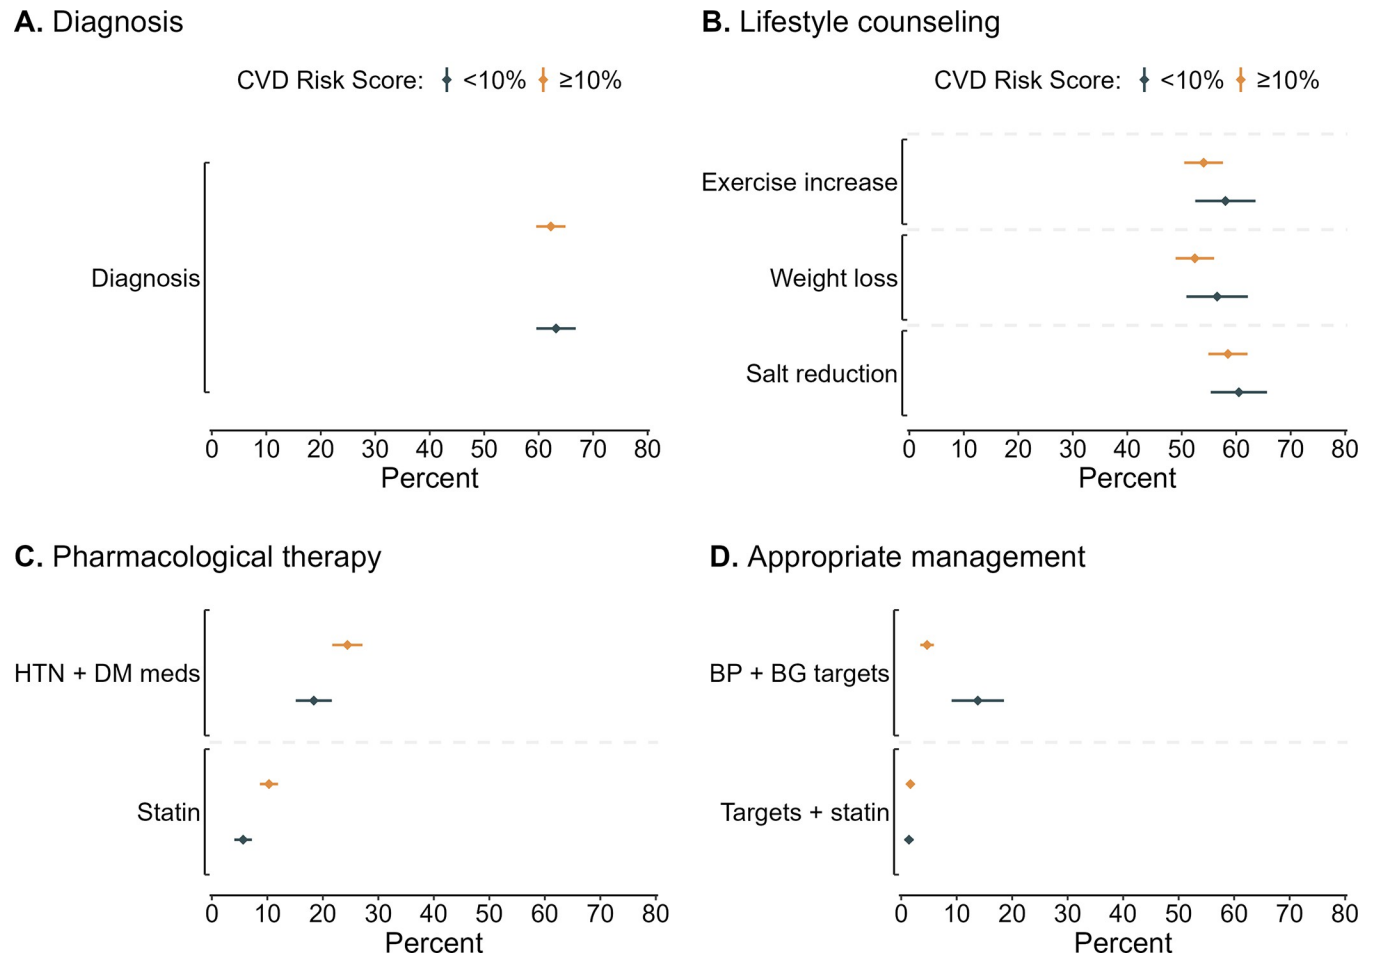 A. Diagnosis
CVD Risk Score: <10% ≥10%
Diagnosis
0 10 20 30 40 50 60 70 80
Percent
B. Lifestyle counseling
CVD Risk Score: <10% ≥10%
Exercise increase
Weight loss
Salt reduction
0 10 20 30 40 50 60 70 80
Percent
C. Pharmacological therapy
HTN + DM meds
Statin
0 10 20 30 40 50 60 70 80
Percent
D. Appropriate management
BP + BG targets
Targets + statin
0 10 20 30 40 50 60 70 80
Percent